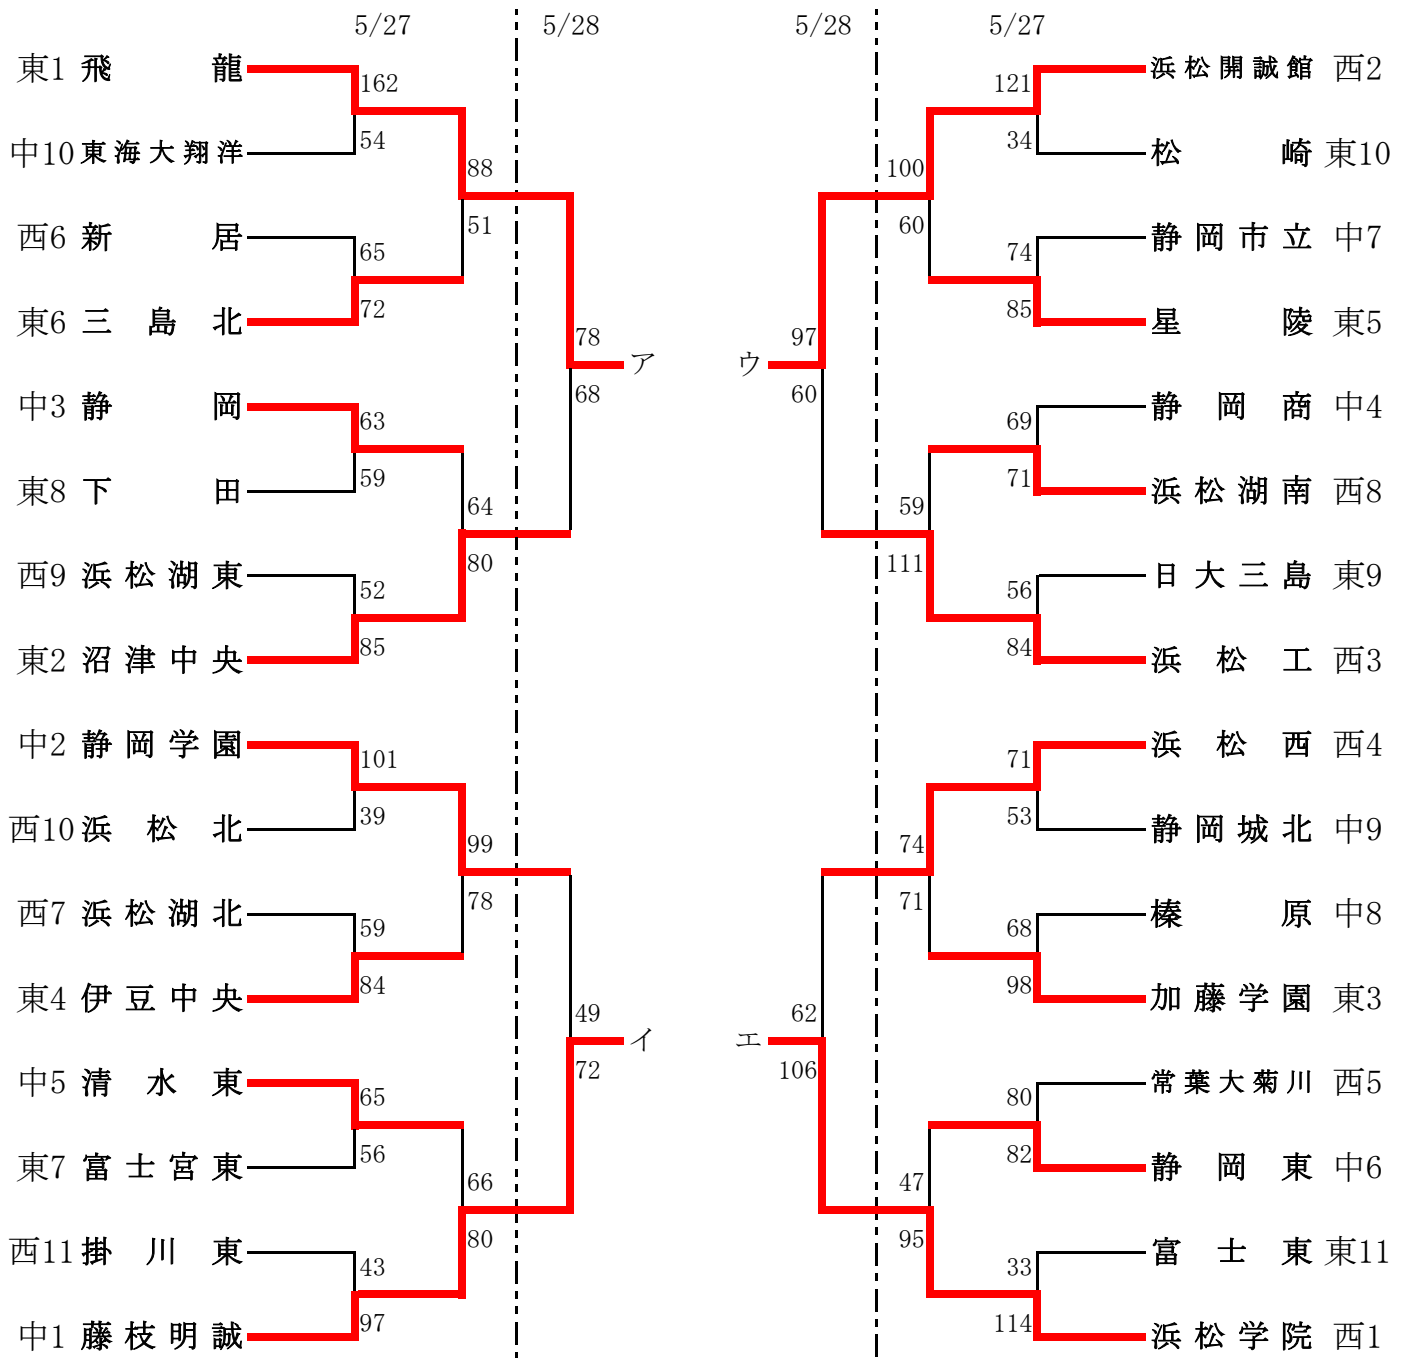 5/27 5/28 5/28 5/27
東1 飛龍 162 121 浜松開誠館 西2
中10 東海大翔洋 54 34 松崎 東10
88 100
51 60
西6 新居 65 74 静岡市立 中7
東6 三島北 72 85 星陵 東5
78 97
ア ウ
68 60
中3 静岡 63 69 静岡商 中4
東8 下田 59 71 浜松湖南 西8
64 59
80 111
西9 浜松湖東 52 56 日大三島 東9
東2 沼津中央 85 84 浜松工 西3
中2 静岡学園 101 71 浜松西 西4
西10 浜松北 39 53 静岡城北 中9
99 74
78 71
西7 浜松湖北 59 68 榛原 中8
東4 伊豆中央 84 98 加藤学園 東3
49 62
イ エ
72 106
中5 清水東 65 80 常葉大菊川 西5
東7 富士宮東 56 82 静岡東 中6
66 47
80 95
西11 掛川東 43 33 富士東 東11
中1 藤枝明誠 97 114 浜松学院 西1